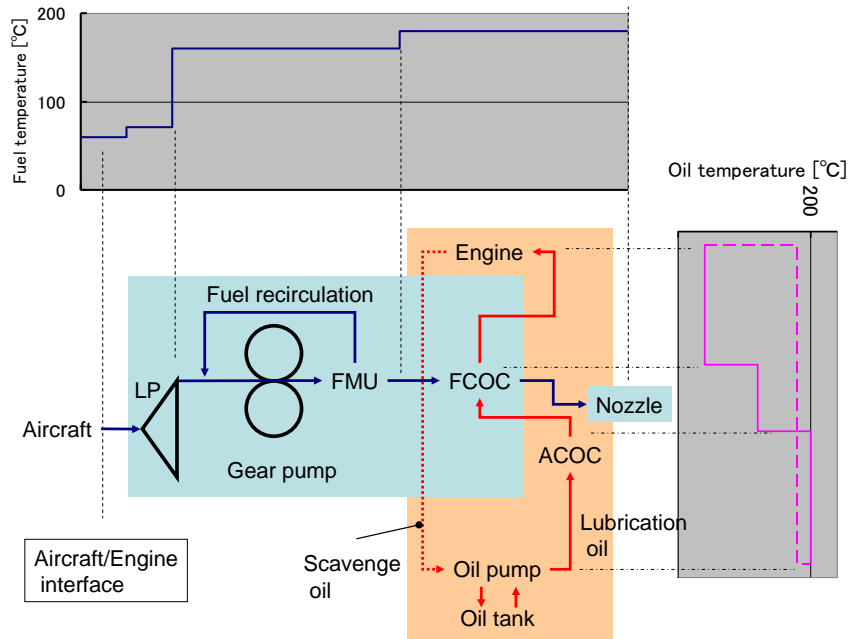 Fuel temperature [℃]
200
100
0
Oil temperature [℃]
200
Engine
Fuel recirculation
LP
FMU
FCOC
Nozzle
Aircraft
ACOC
Gear pump
Lubrication
oil
Aircraft/Engine
interface
Scavenge
oil
Oil pump
Oil tank